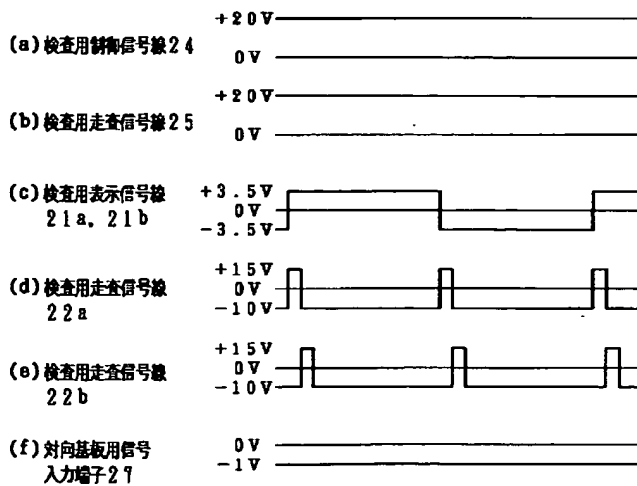 +20V
(a)検査用制御信号線24
0V
+20V
(b)検査用走査信号線25
0V
(c)検査用表示信号線
21a, 21b
+3.5V
0V
-3.5V
(d)検査用走査信号線
22a
+15V
0V
-10V
(e)検査用走査信号線
22b
+15V
0V
-10V
(f)対向基板用信号
入力端子27
0V
-1V